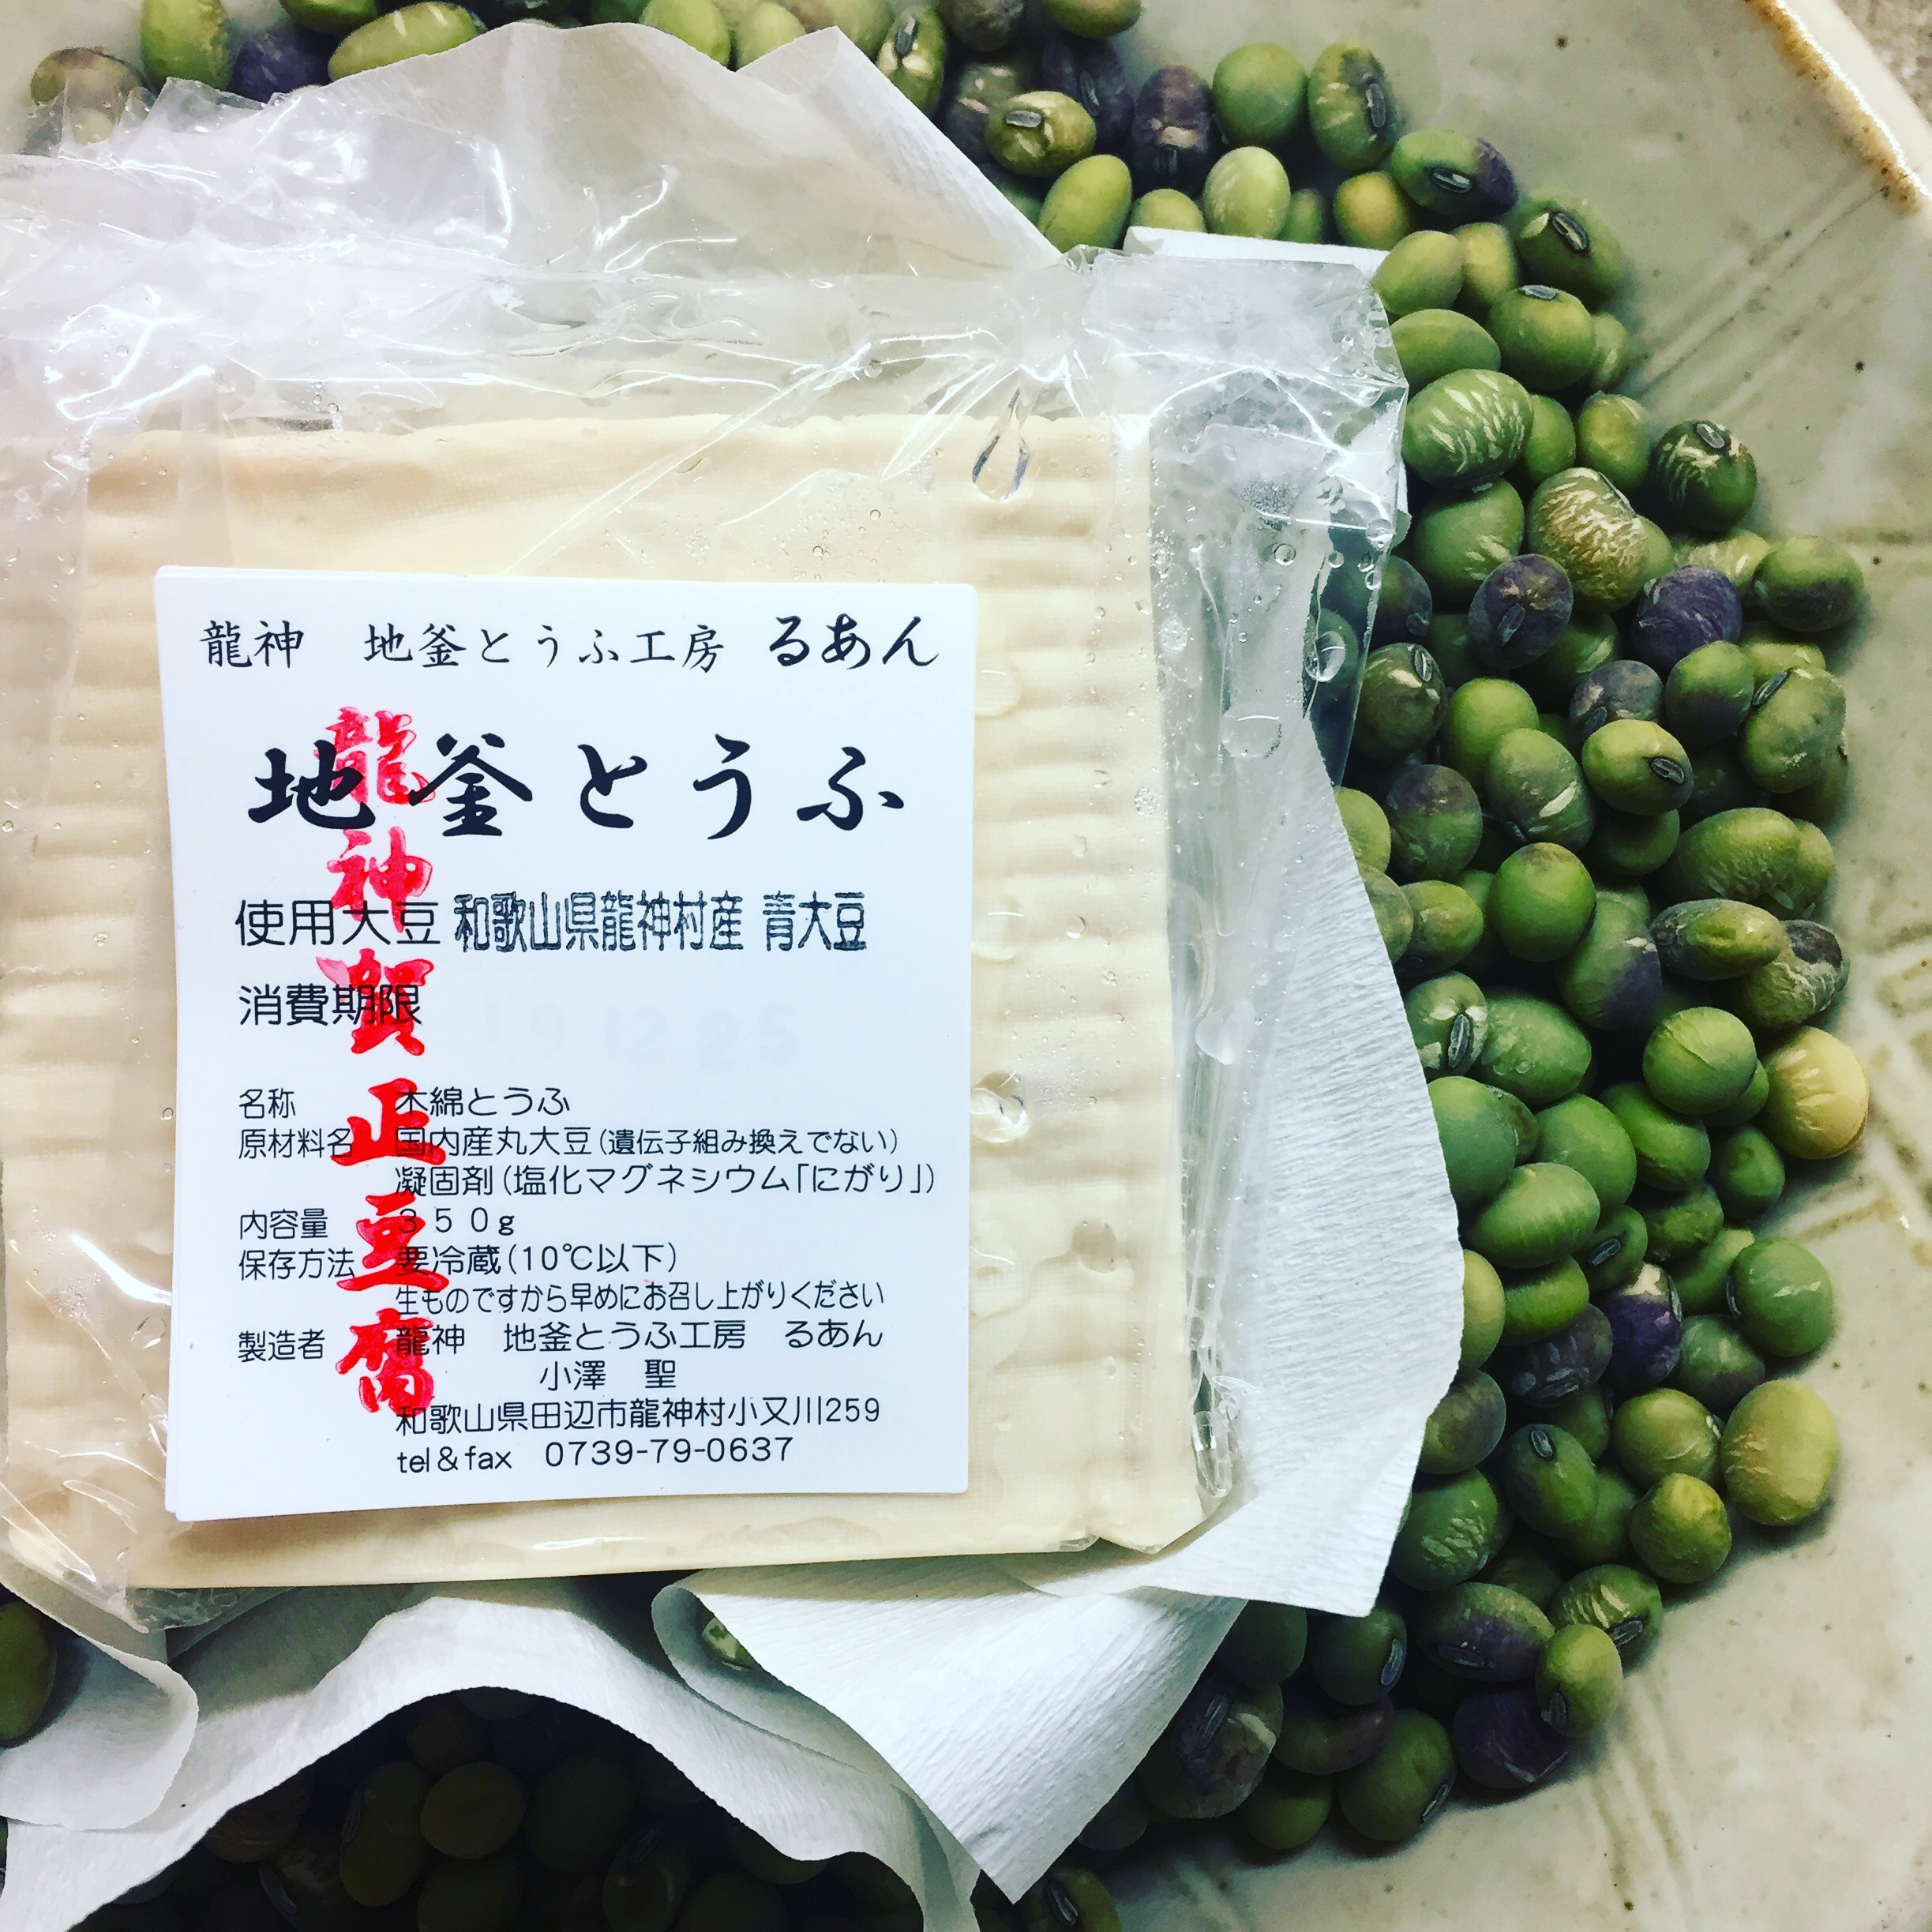 龍神　地釜とうふ工房 るあん
地釜とうふ
龍神賀正豆腐
使用大豆 和歌山県龍神村産 青大豆
消費期限 19.12.25
名称 木綿とうふ
原材料名 国内産丸大豆(遺伝子組み換えでない)
凝固剤(塩化マグネシウム「にがり」)
内容量 350g
保存方法 要冷蔵(10℃以下)
生ものですから早めにお召し上がりください
製造者 龍神　地釜とうふ工房　るあん
小澤　聖
和歌山県田辺市龍神村小又川259
tel&fax 0739-79-0637